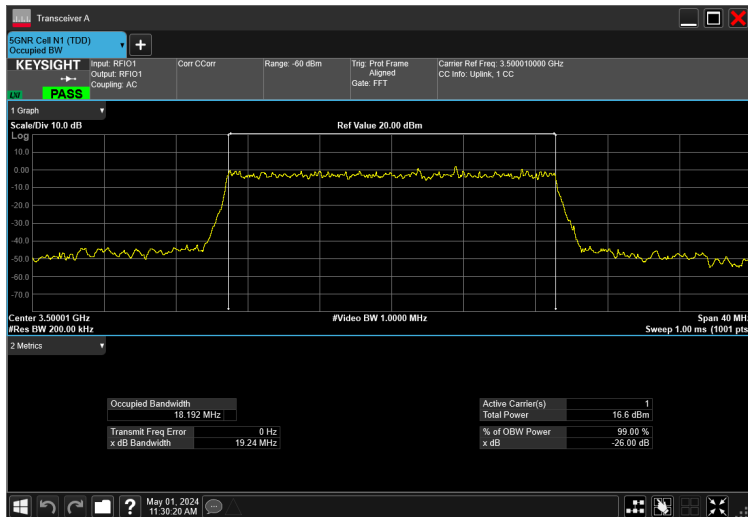 Transceiver A
5GNR Cell N1 (TDD)
Occupied BW
KEYSIGHT
LXI
PASS
Input: RFIO1
Output: RFIO1
Coupling: AC
Corr CCorr
Range: -60 dBm
Trig: Prot Frame
Aligned
Gate: FFT
Carrier Ref Freq: 3.500010000 GHz
CC Info: Uplink, 1 CC
1 Graph
Scale/Div 10.0 dB
Ref Value 20.00 dBm
Log
10.0
0.00
-10.0
-20.0
-30.0
-40.0
-50.0
-60.0
-70.0
Center 3.50001 GHz
#Video BW 1.0000 MHz
Span 40 MHz
#Res BW 200.00 kHz
Sweep 1.00 ms (1001 pts
2 Metrics
Occupied Bandwidth
18.192 MHz
Transmit Freq Error 0 Hz
x dB Bandwidth 19.24 MHz
Active Carrier(s) 1
Total Power 16.6 dBm
% of OBW Power 99.00 %
x dB -26.00 dB
?
May 01, 2024
11:30:20 AM